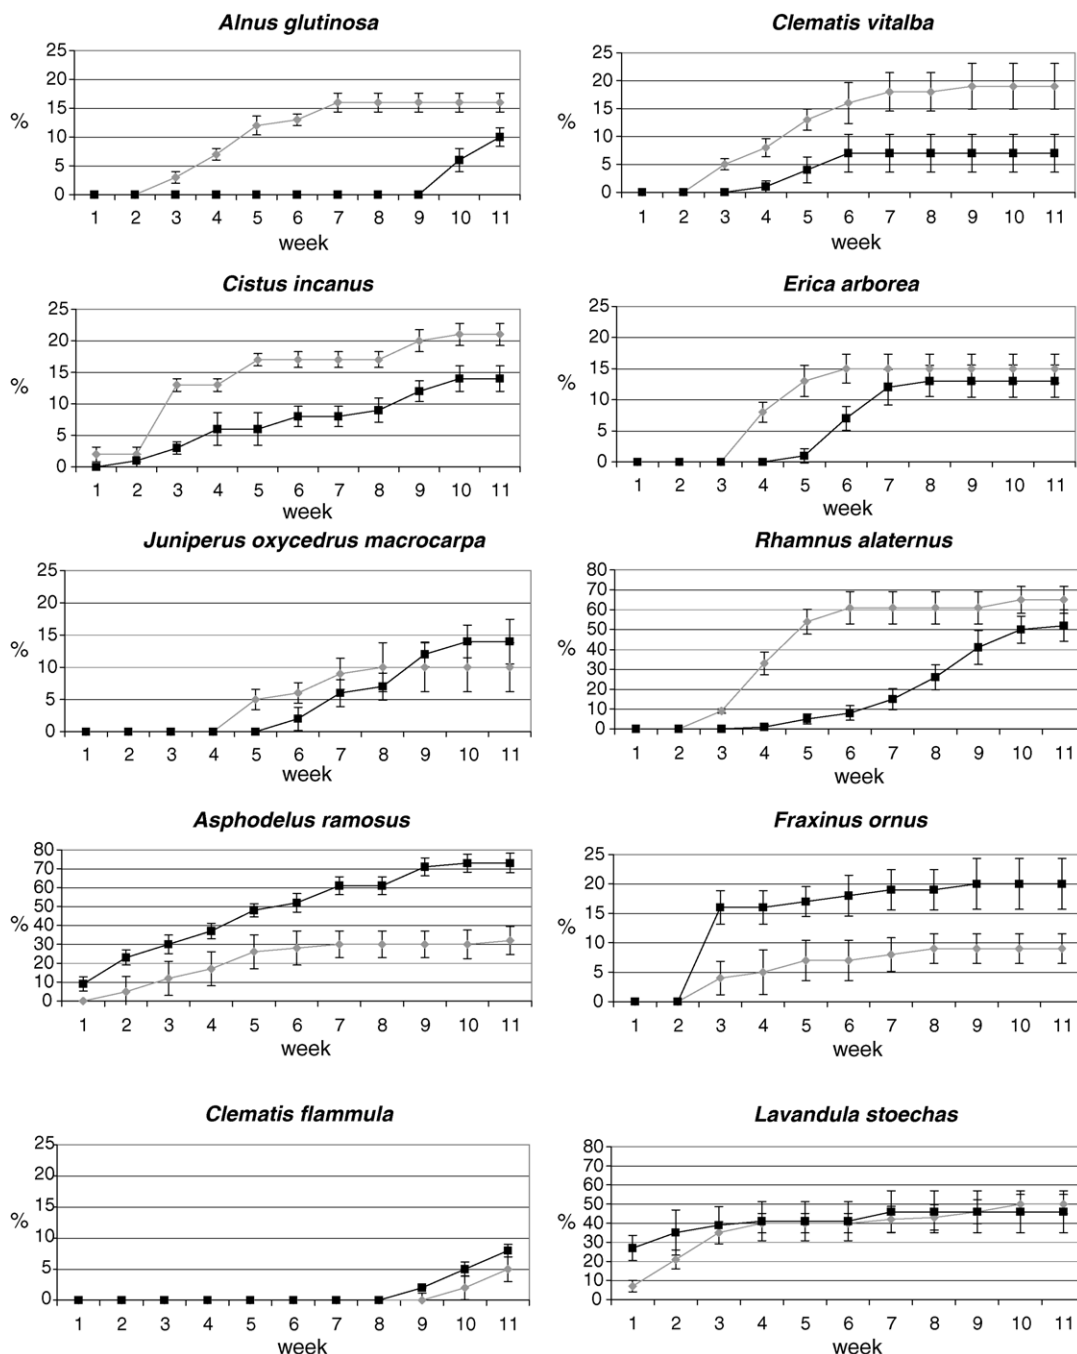 Alnus glutinosa
25
20
15
10
5
0
%
1 2 3 4 5 6 7 8 9 10 11
week
Clematis vitalba
25
20
15
10
5
0
%
1 2 3 4 5 6 7 8 9 10 11
week
Cistus incanus
25
20
15
10
5
0
%
1 2 3 4 5 6 7 8 9 10 11
week
Erica arborea
25
20
15
10
5
0
%
1 2 3 4 5 6 7 8 9 10 11
week
Juniperus oxycedrus macrocarpa
25
20
15
10
5
0
%
1 2 3 4 5 6 7 8 9 10 11
week
Rhamnus alaternus
80
70
60
50
40
30
20
10
0
%
1 2 3 4 5 6 7 8 9 10 11
week
Asphodelus ramosus
80
70
60
50
40
30
20
10
0
%
1 2 3 4 5 6 7 8 9 10 11
week
Fraxinus ornus
25
20
15
10
5
0
%
1 2 3 4 5 6 7 8 9 10 11
week
Clematis flammula
25
20
15
10
5
0
%
1 2 3 4 5 6 7 8 9 10 11
week
Lavandula stoechas
80
70
60
50
40
30
20
10
0
%
1 2 3 4 5 6 7 8 9 10 11
week